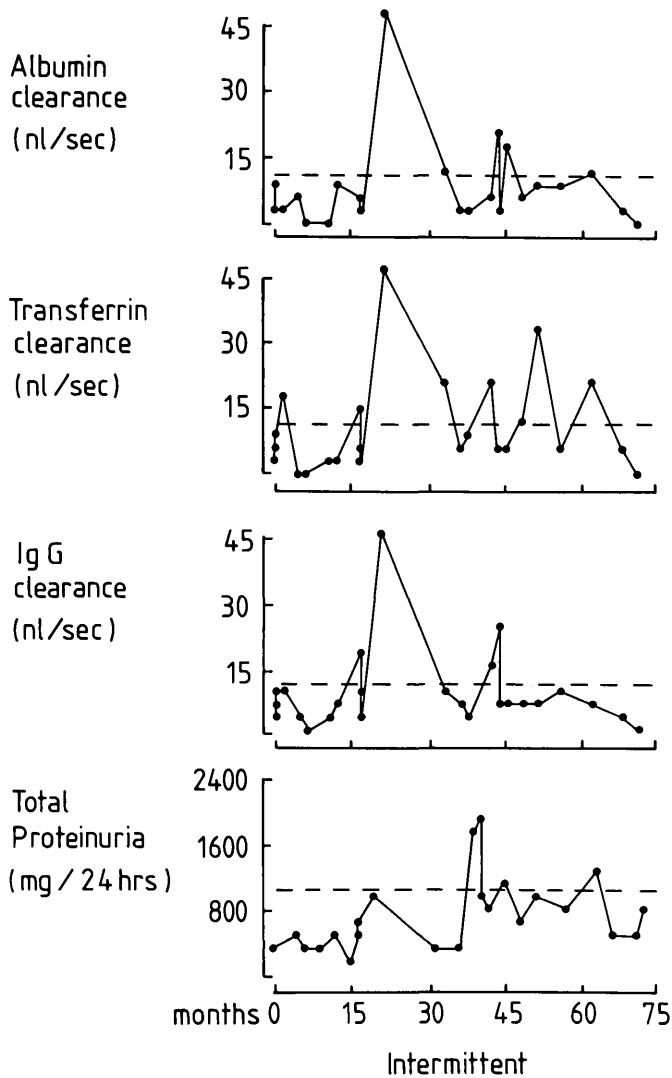 Albumin
clearance
(nl/sec)
45
30
15
Transferrin
clearance
(nl/sec)
45
30
15
Ig G
clearance
(nl/sec)
45
30
15
Total
Proteinuria
(mg/24hrs)
2400
1600
800
months 0 15 30 45 60 75
Intermittent